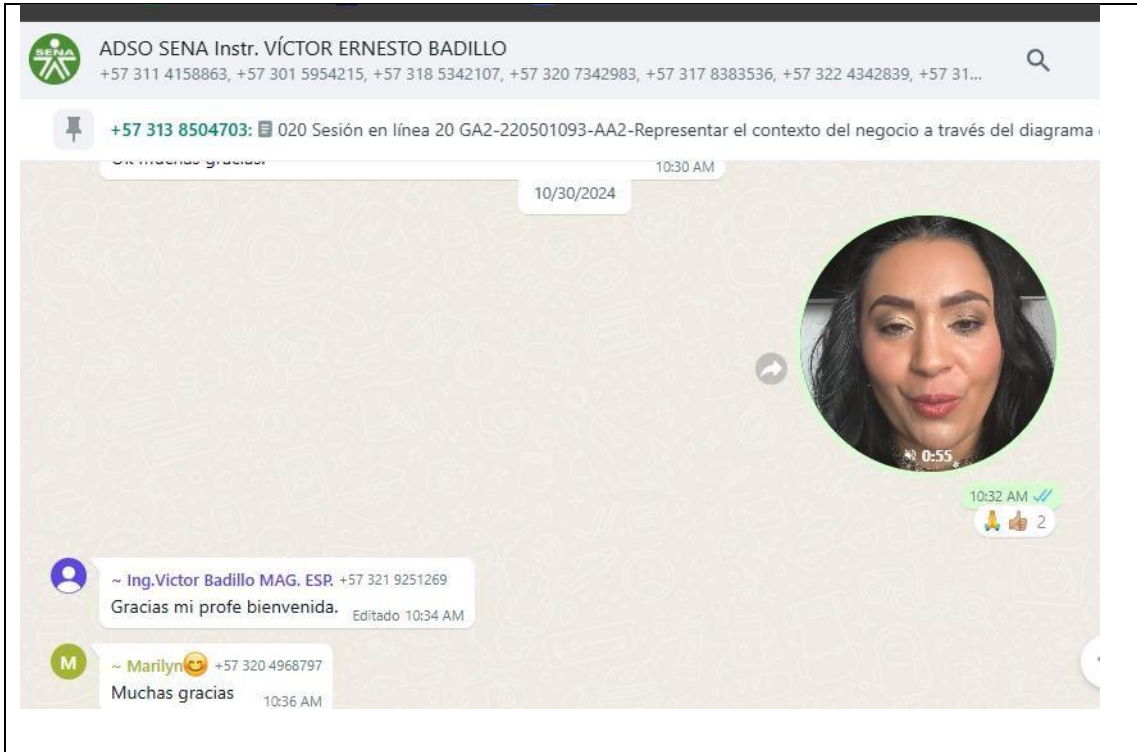 SENA
ADSO SENA Instr. VÍCTOR ERNESTO BADILLO
+57 311 4158863, +57 301 5954215, +57 318 5342107, +57 320 7342983, +57 317 8383536, +57 322 4342839, +57 31...
+57 313 8504703: 020 Sesión en línea 20 GA2-220501093-AA2-Representar el contexto del negocio a través del diagrama
muchas gracias.
10:30 AM
10/30/2024
0:55
10:32 AM
2
~ Ing.Victor Badillo MAG. ESP. +57 321 9251269
Gracias mi profe bienvenida. Editado 10:34 AM
M
~ Marilyn😊 +57 320 4968797
Muchas gracias 10:36 AM